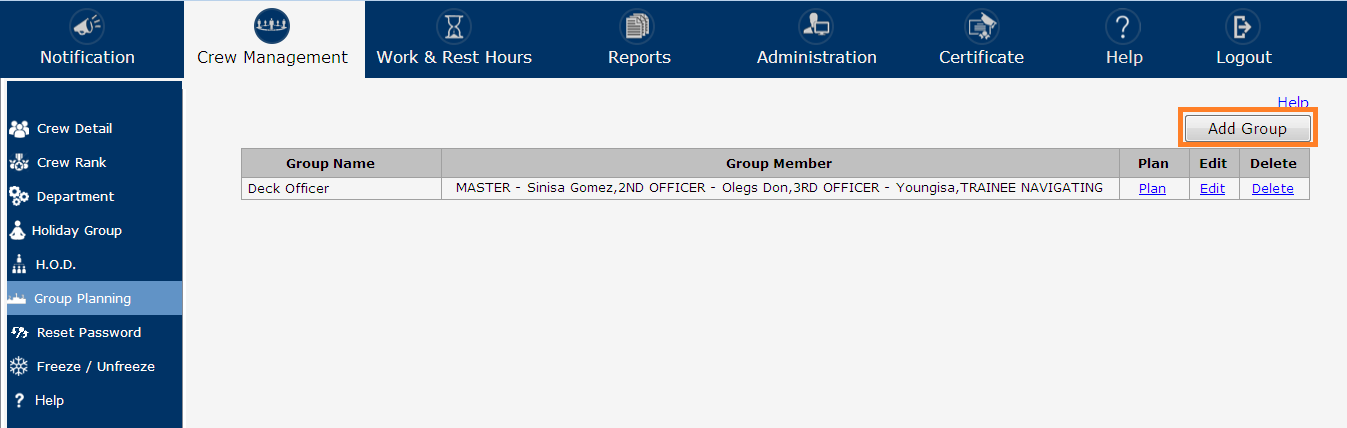 Notification Crew Management Work & Rest Hours Reports Administration Certificate Help Logout
Help
Add Group
Crew Detail
Crew Rank
Department
Holiday Group
H.O.D.
Group Planning
Reset Password
Freeze / Unfreeze
Help
Group Name Group Member Plan Edit Delete
Deck Officer MASTER - Sinisa Gomez,2ND OFFICER - Olegs Don,3RD OFFICER - Youngisa,TRAINEE NAVIGATING Plan Edit Delete